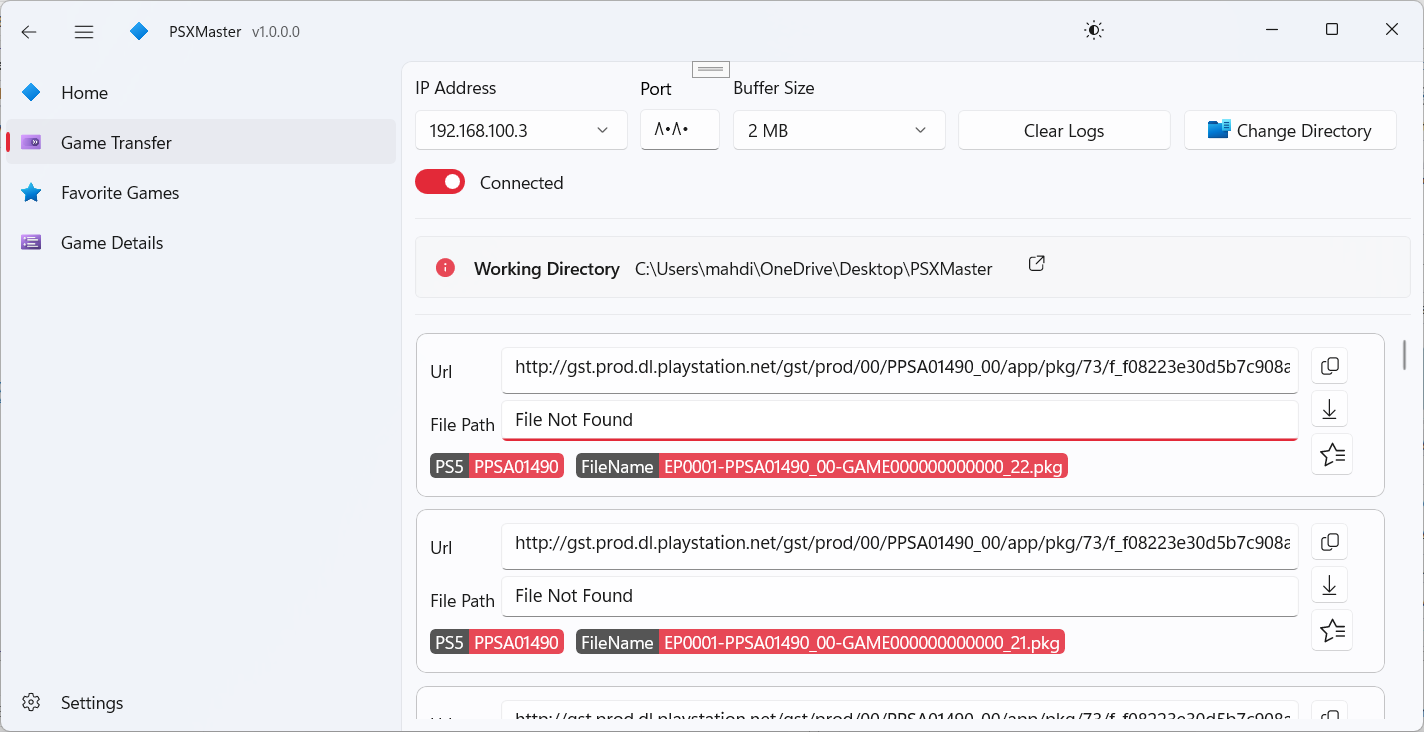 PSXMaster v1.0.0.0
Home
Game Transfer
Favorite Games
Game Details
Settings
IP Address Port Buffer Size
192.168.100.3 ۸۰۸۰ 2 MB Clear Logs Change Directory
Connected
Working Directory C:\Users\mahdi\OneDrive\Desktop\PSXMaster
Url http://gst.prod.dl.playstation.net/gst/prod/00/PPSA01490_00/app/pkg/73/f_f08223e30d5b7c908a
File Path File Not Found
PS5 PPSA01490 FileName EP0001-PPSA01490_00-GAME000000000000_22.pkg
Url http://gst.prod.dl.playstation.net/gst/prod/00/PPSA01490_00/app/pkg/73/f_f08223e30d5b7c908a
File Path File Not Found
PS5 PPSA01490 FileName EP0001-PPSA01490_00-GAME000000000000_21.pkg